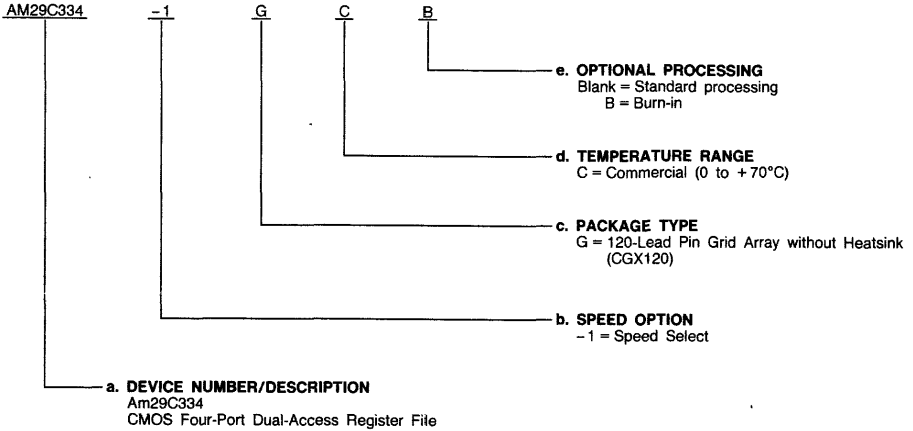 AM29C334 -1 G C B
e. OPTIONAL PROCESSING
Blank = Standard processing
B = Burn-in
d. TEMPERATURE RANGE
C = Commercial (0 to +70°C)
c. PACKAGE TYPE
G = 120-Lead Pin Grid Array without Heatsink
(CGX120)
b. SPEED OPTION
-1 = Speed Select
a. DEVICE NUMBER/DESCRIPTION
Am29C334
CMOS Four-Port Dual-Access Register File